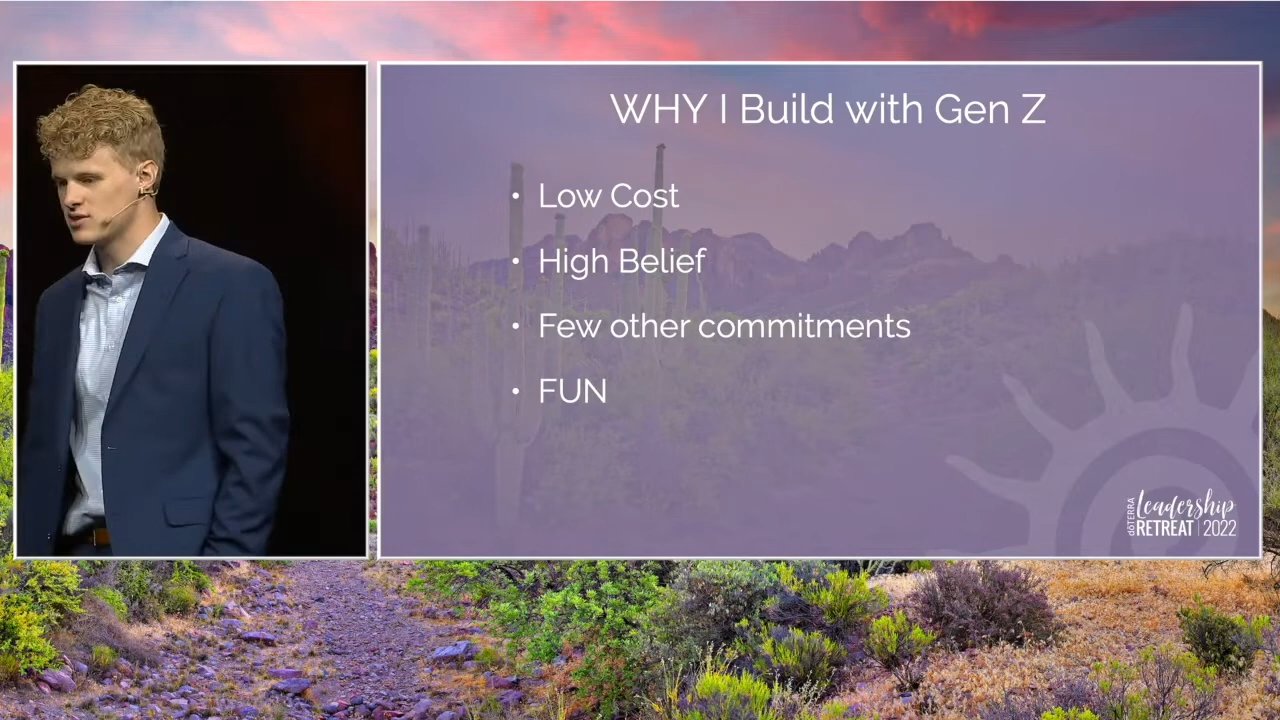 WHY I Build with Gen Z
• Low Cost
• High Belief
• Few other commitments
• FUN
dōTERRA
Leadership
RETREAT | 2022